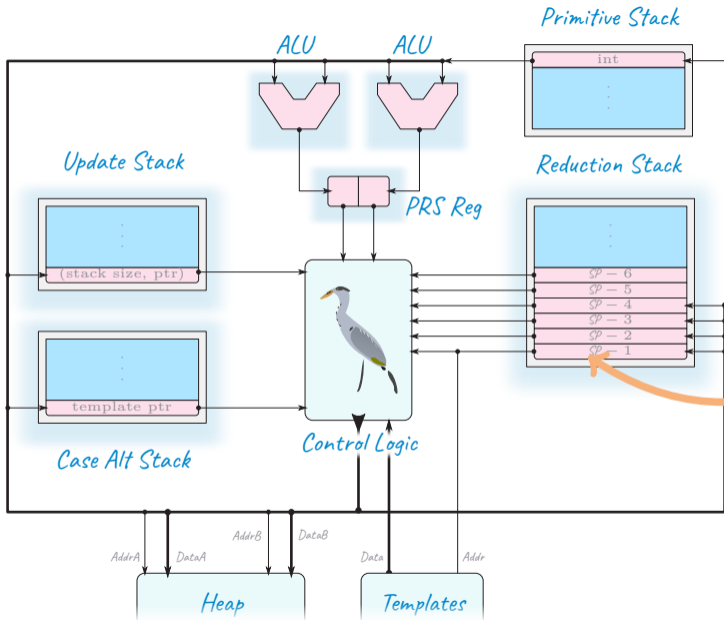 Primitive Stack
ALU
ALU
int
Update Stack
Reduction Stack
PRS Reg
(stack size, ptr)
SP − 6
SP − 5
SP − 4
SP − 3
SP − 2
SP − 1
template ptr
Control Logic
Case Alt Stack
AddrA
DataA
AddrB
DataB
Data
Addr
Heap
Templates